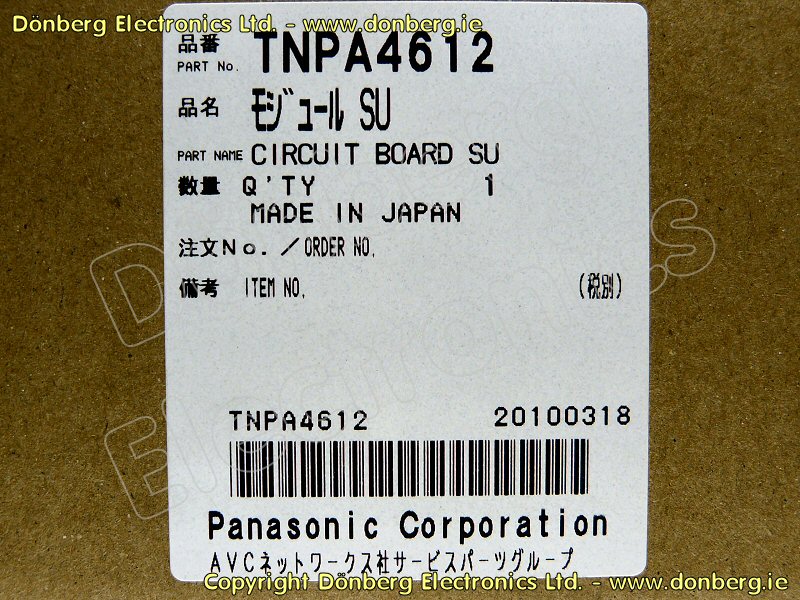 Dönberg Electronics Ltd. - www.donberg.ie
品番
PART No. TNPA4612
品名 ﾓｼﾞｭｰﾙ SU
PART NAME CIRCUIT BOARD SU
数量 Q'TY 1
MADE IN JAPAN
注文No.／ORDER NO.
備考 ITEM NO. (税別)
TNPA4612 20100318
Panasonic Corporation
AVCネットワークス社サービスパーツグループ
Dönberg
Electronics
Copyright Dönberg Electronics Ltd. - www.donberg.ie